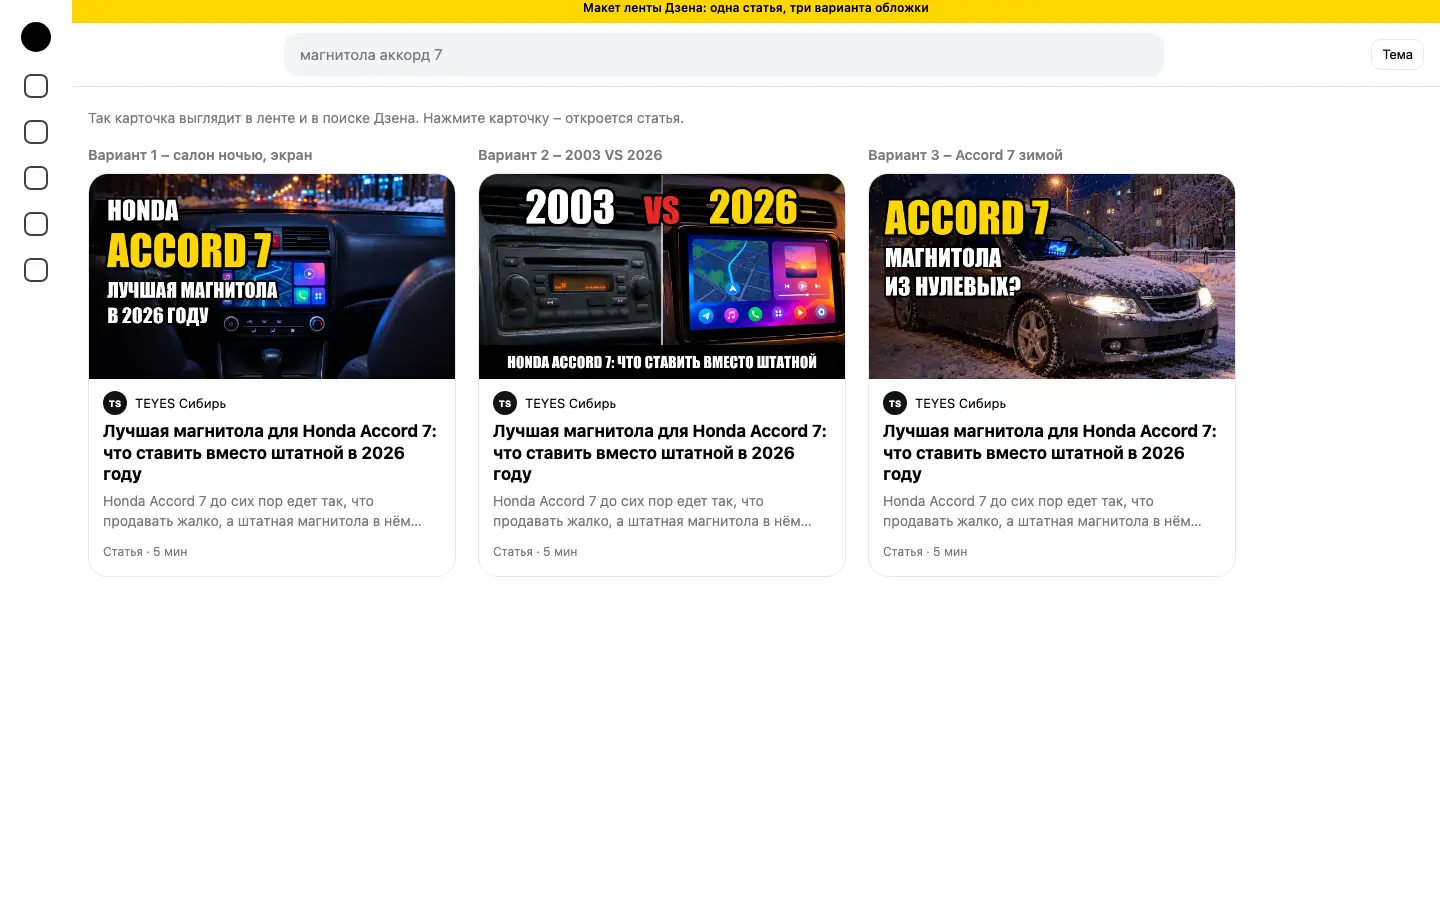 Макет ленты Дзена: одна статья, три варианта обложки
магнитола аккорд 7
Тема
Так карточка выглядит в ленте и в поиске Дзена. Нажмите карточку – откроется статья.
Вариант 1 – салон ночью, экран
HONDA
ACCORD 7
ЛУЧШАЯ МАГНИТОЛА
В 2026 ГОДУ
TS TEYES Сибирь
Лучшая магнитола для Honda Accord 7:
что ставить вместо штатной в 2026
году
Honda Accord 7 до сих пор едет так, что
продавать жалко, а штатная магнитола в нём...
Статья · 5 мин
Вариант 2 – 2003 VS 2026
2003 VS 2026
HONDA ACCORD 7: ЧТО СТАВИТЬ ВМЕСТО ШТАТНОЙ
TS TEYES Сибирь
Лучшая магнитола для Honda Accord 7:
что ставить вместо штатной в 2026
году
Honda Accord 7 до сих пор едет так, что
продавать жалко, а штатная магнитола в нём...
Статья · 5 мин
Вариант 3 – Accord 7 зимой
ACCORD 7
МАГНИТОЛА
ИЗ НУЛЕВЫХ?
TS TEYES Сибирь
Лучшая магнитола для Honda Accord 7:
что ставить вместо штатной в 2026
году
Honda Accord 7 до сих пор едет так, что
продавать жалко, а штатная магнитола в нём...
Статья · 5 мин